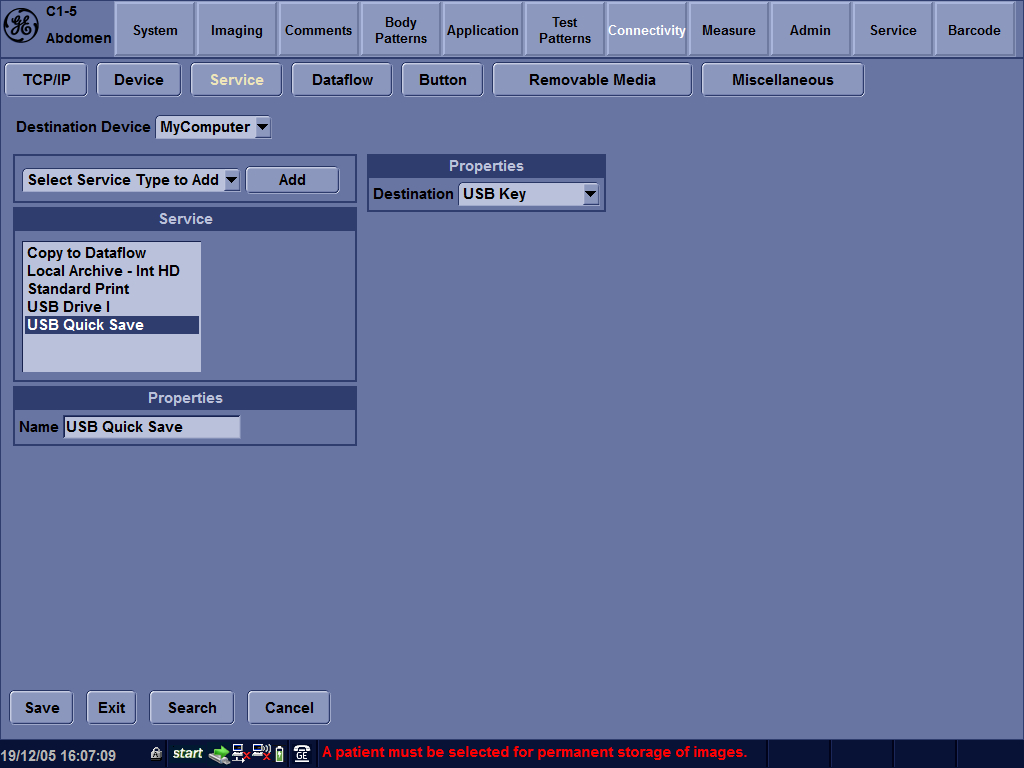 C1-5
Abdomen
System
Imaging
Comments
Body
Patterns
Application
Test
Patterns
Connectivity
Measure
Admin
Service
Barcode
TCP/IP
Device
Service
Dataflow
Button
Removable Media
Miscellaneous
Destination Device MyComputer
Select Service Type to Add
Add
Properties
Destination USB Key
Service
Copy to Dataflow
Local Archive - Int HD
Standard Print
USB Drive I
USB Quick Save
Properties
Name USB Quick Save
Save
Exit
Search
Cancel
19/12/05 16:07:09
start
GE
A patient must be selected for permanent storage of images.